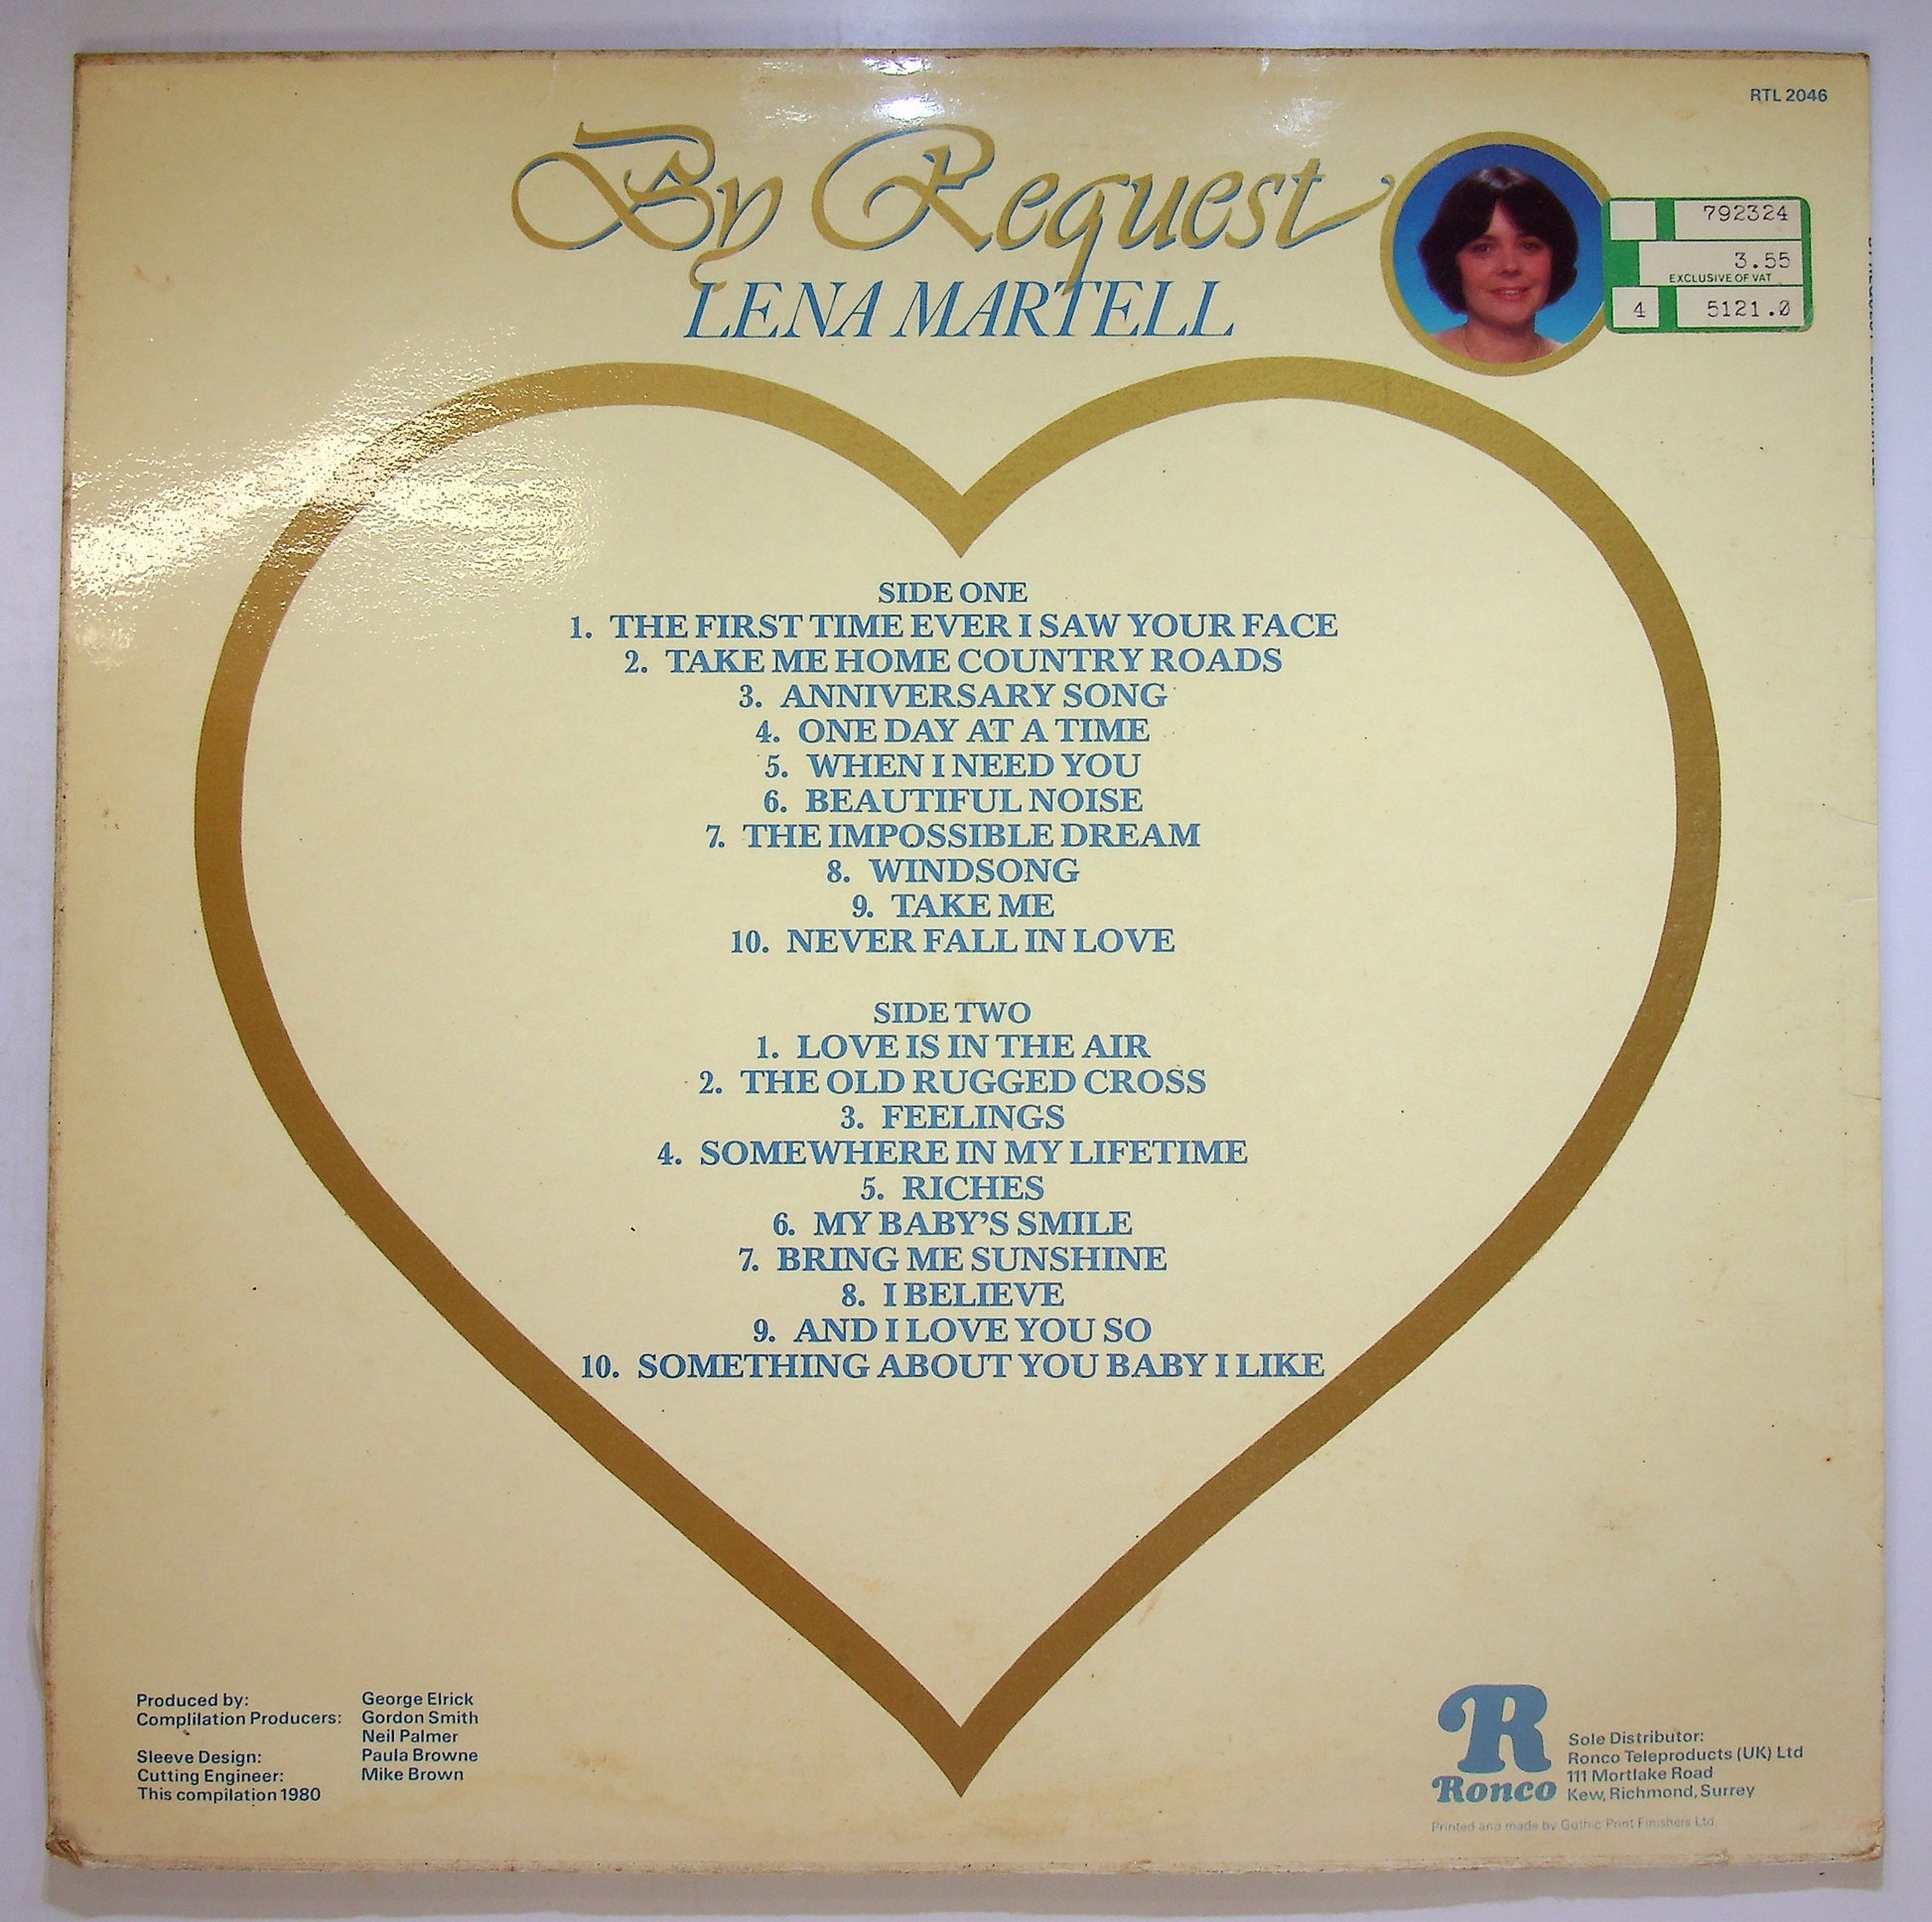 RTL 2046
By Request
LENA MARTELL
792324
3.55
EXCLUSIVE OF VAT
4 5121.0
SIDE ONE
1. THE FIRST TIME EVER I SAW YOUR FACE
2. TAKE ME HOME COUNTRY ROADS
3. ANNIVERSARY SONG
4. ONE DAY AT A TIME
5. WHEN I NEED YOU
6. BEAUTIFUL NOISE
7. THE IMPOSSIBLE DREAM
8. WINDSONG
9. TAKE ME
10. NEVER FALL IN LOVE
SIDE TWO
1. LOVE IS IN THE AIR
2. THE OLD RUGGED CROSS
3. FEELINGS
4. SOMEWHERE IN MY LIFETIME
5. RICHES
6. MY BABY'S SMILE
7. BRING ME SUNSHINE
8. I BELIEVE
9. AND I LOVE YOU SO
10. SOMETHING ABOUT YOU BABY I LIKE
Produced by: George Elrick
Complilation Producers: Gordon Smith
Neil Palmer
Sleeve Design: Paula Browne
Cutting Engineer: Mike Brown
This compilation 1980
R
Ronco
Sole Distributor:
Ronco Teleproducts (UK) Ltd
111 Mortlake Road
Kew, Richmond, Surrey
Printed and made by Gothic Print Finishers Ltd.